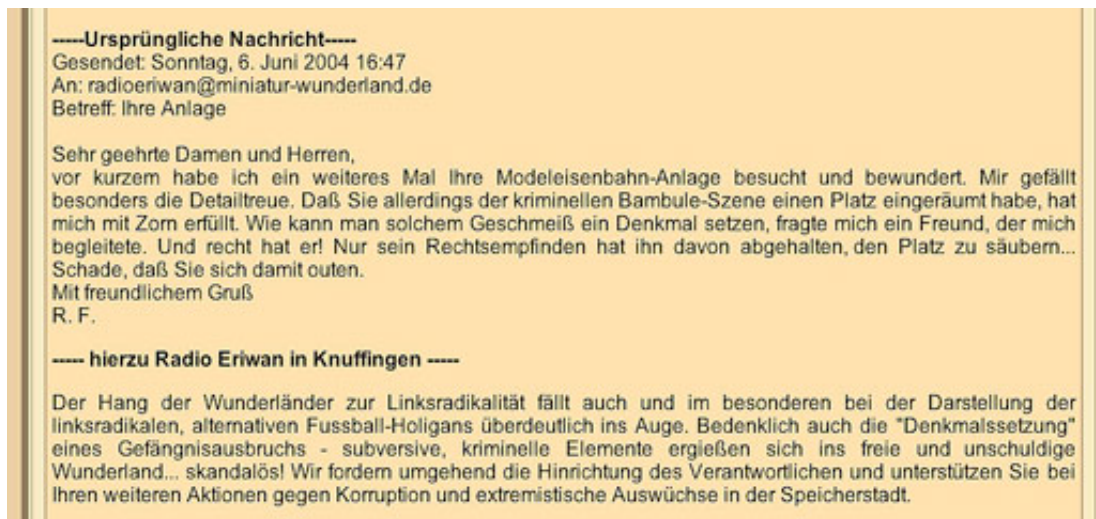 -----Ursprüngliche Nachricht-----
Gesendet: Sonntag, 6. Juni 2004 16:47
An: radioeriwan@miniatur-wunderland.de
Betreff: Ihre Anlage
Sehr geehrte Damen und Herren,
vor kurzem habe ich ein weiteres Mal Ihre Modeleisenbahn-Anlage besucht und bewundert. Mir gefällt
besonders die Detailtreue. Daß Sie allerdings der kriminellen Bambule-Szene einen Platz eingeräumt habe, hat
mich mit Zorn erfüllt. Wie kann man solchem Geschmeiß ein Denkmal setzen, fragte mich ein Freund, der mich
begleitete. Und recht hat er! Nur sein Rechtsempfinden hat ihn davon abgehalten, den Platz zu säubern...
Schade, daß Sie sich damit outen.
Mit freundlichem Gruß
R. F.
----- hierzu Radio Eriwan in Knuffingen -----
Der Hang der Wunderländer zur Linksradikalität fällt auch und im besonderen bei der Darstellung der
linksradikalen, alternativen Fussball-Holigans überdeutlich ins Auge. Bedenklich auch die "Denkmalssetzung"
eines Gefängnisausbruchs - subversive, kriminelle Elemente ergießen sich ins freie und unschuldige
Wunderland... skandalös! Wir fordern umgehend die Hinrichtung des Verantwortlichen und unterstützen Sie bei
Ihren weiteren Aktionen gegen Korruption und extremistische Auswüchse in der Speicherstadt.